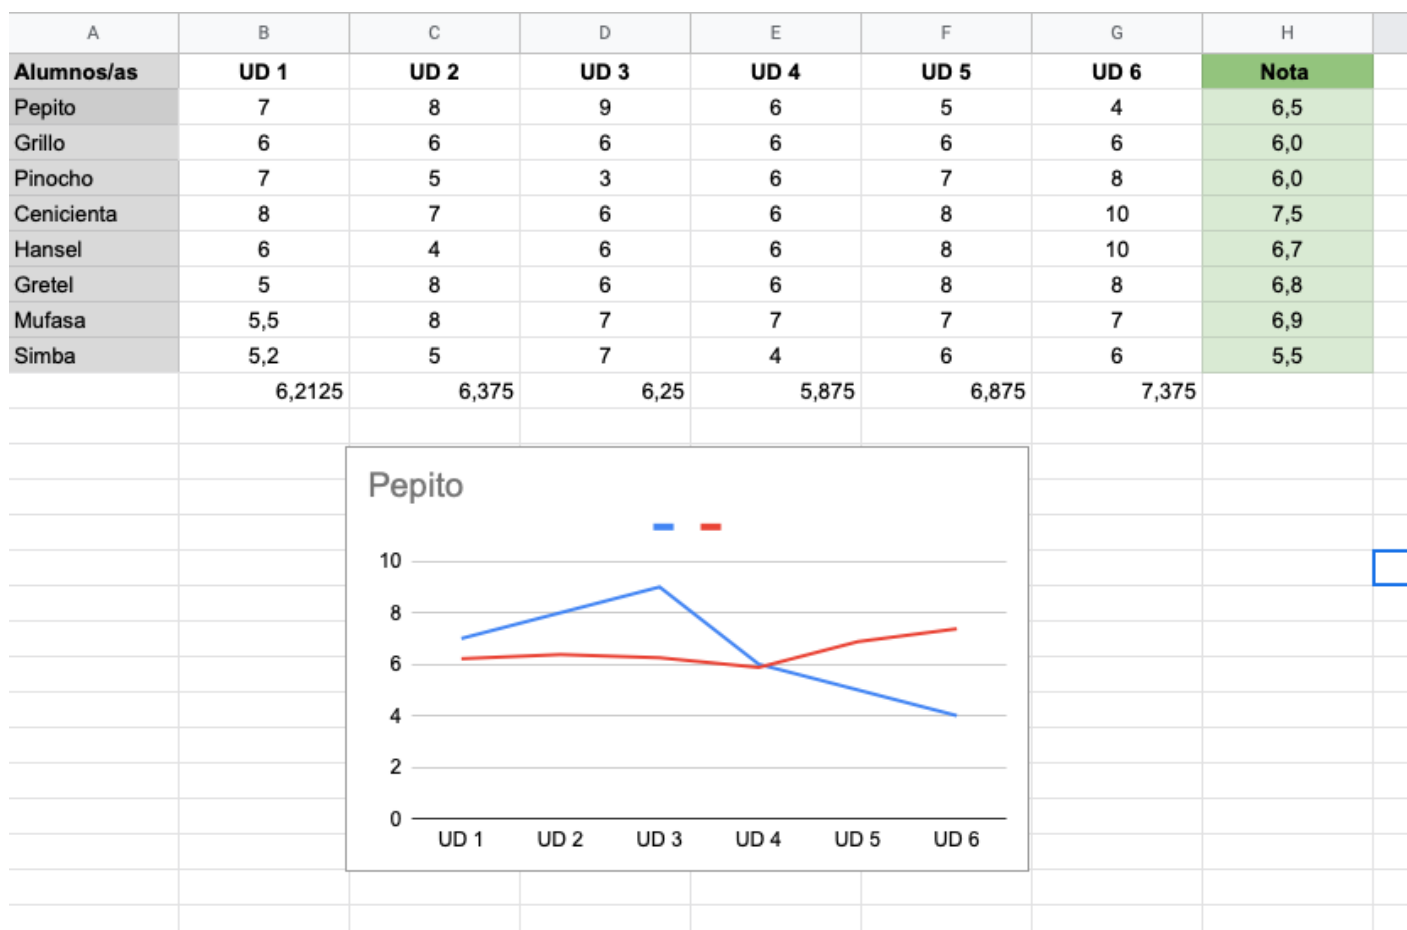 A B C D E F G H
Alumnos/as UD 1 UD 2 UD 3 UD 4 UD 5 UD 6 Nota
Pepito 7 8 9 6 5 4 6,5
Grillo 6 6 6 6 6 6 6,0
Pinocho 7 5 3 6 7 8 6,0
Cenicienta 8 7 6 6 8 10 7,5
Hansel 6 4 6 6 8 10 6,7
Gretel 5 8 6 6 8 8 6,8
Mufasa 5,5 8 7 7 7 7 6,9
Simba 5,2 5 7 4 6 6 5,5
6,2125 6,375 6,25 5,875 6,875 7,375
Pepito
10
8
6
4
2
0
UD 1 UD 2 UD 3 UD 4 UD 5 UD 6